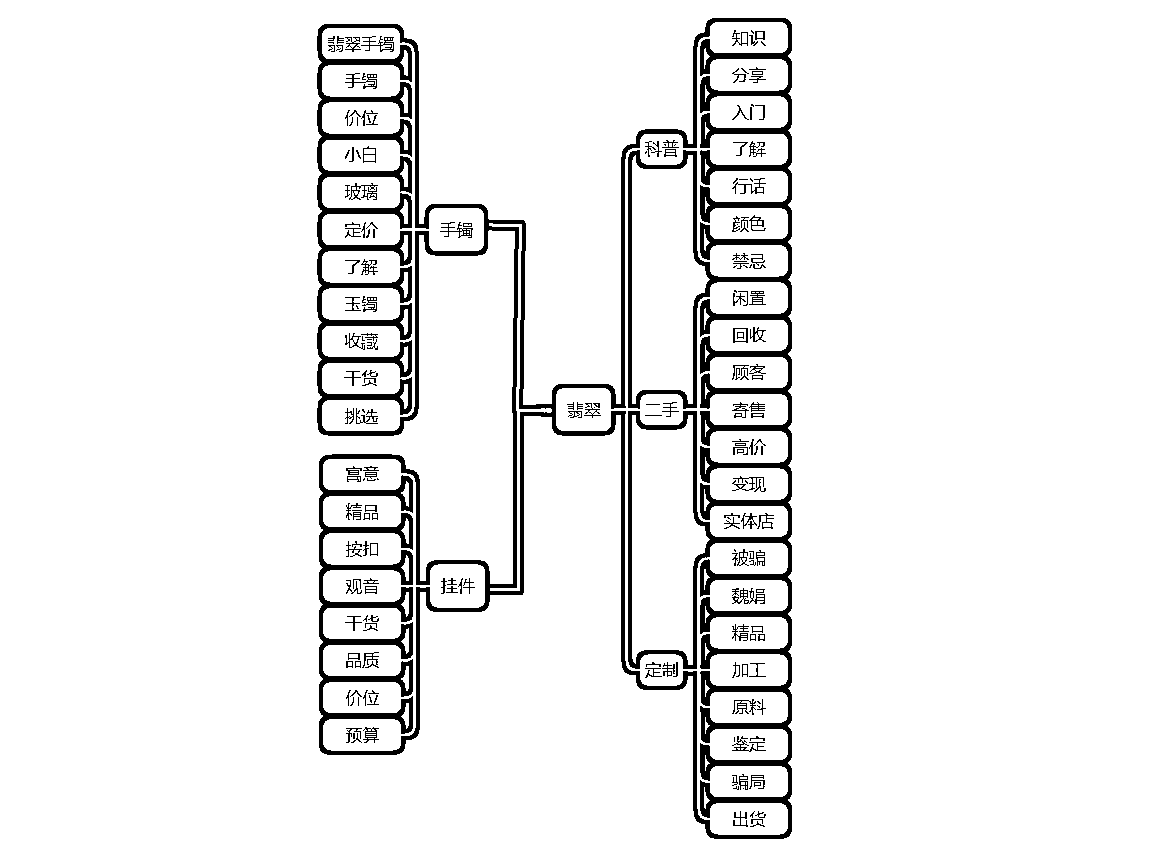 翡翠手镯
手镯
价位
小白
玻璃
定价
了解
玉镯
收藏
干货
挑选
手镯
寓意
精品
按扣
观音
干货
品质
价位
预算
挂件
翡翠
科普
知识
分享
入门
了解
行话
颜色
禁忌
二手
闲置
回收
顾客
寄售
高价
变现
实体店
定制
被骗
魏娟
精品
加工
原料
鉴定
骗局
出货